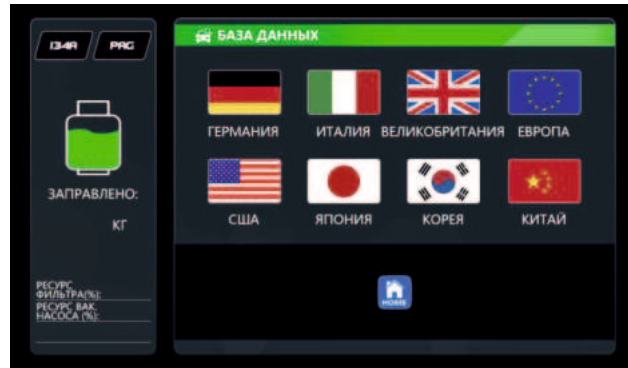 134A PAG
БАЗА ДАННЫХ
ГЕРМАНИЯ ИТАЛИЯ ВЕЛИКОБРИТАНИЯ ЕВРОПА
США ЯПОНИЯ КОРЕЯ КИТАЙ
ЗАПРАВЛЕНО:
КГ
РЕСУРС
ФИЛЬТРА(%):
РЕСУРС ВАК.
НАСОСА (%):
HOME